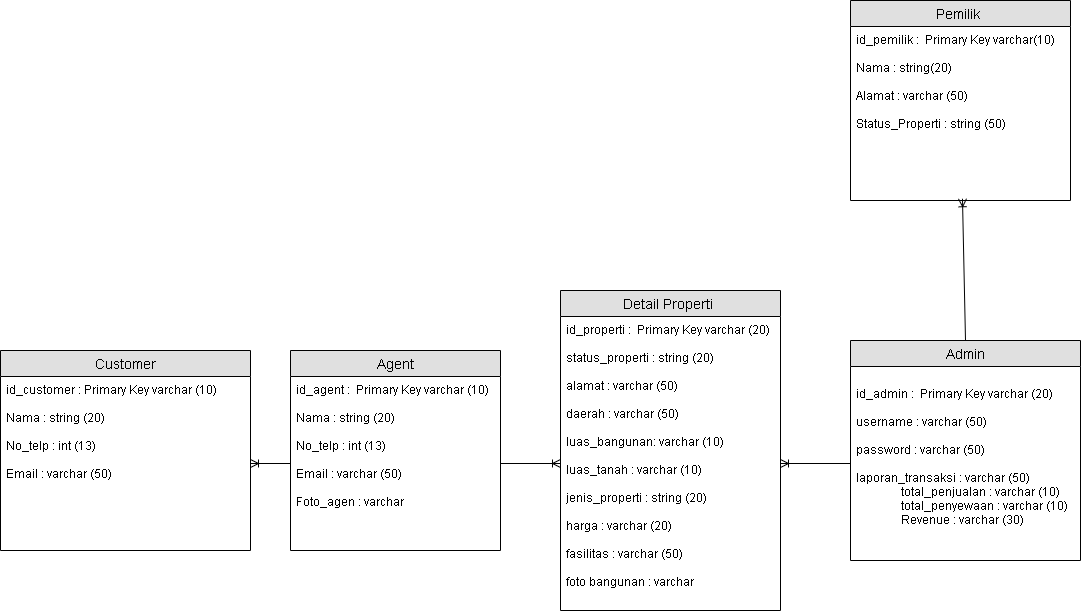 Pemilik
id_pemilik :  Primary Key varchar(10)
Nama : string(20)
Alamat : varchar (50)
Status_Properti : string (50)
Customer
id_customer : Primary Key varchar (10)
Nama : string (20)
No_telp : int (13)
Email : varchar (50)
Agent
id_agent :  Primary Key varchar (10)
Nama : string (20)
No_telp : int (13)
Email : varchar (50)
Foto_agen : varchar
Detail Properti
id_properti :  Primary Key varchar (20)
status_properti : string (20)
alamat : varchar (50)
daerah : varchar (50)
luas_bangunan: varchar (10)
luas_tanah : varchar (10)
jenis_properti : string (20)
harga : varchar (20)
fasilitas : varchar (50)
foto bangunan : varchar
Admin
id_admin :  Primary Key varchar (20)
username : varchar (50)
password : varchar (50)
laporan_transaksi : varchar (50)
total_penjualan : varchar (10)
total_penyewaan : varchar (10)
Revenue : varchar (30)